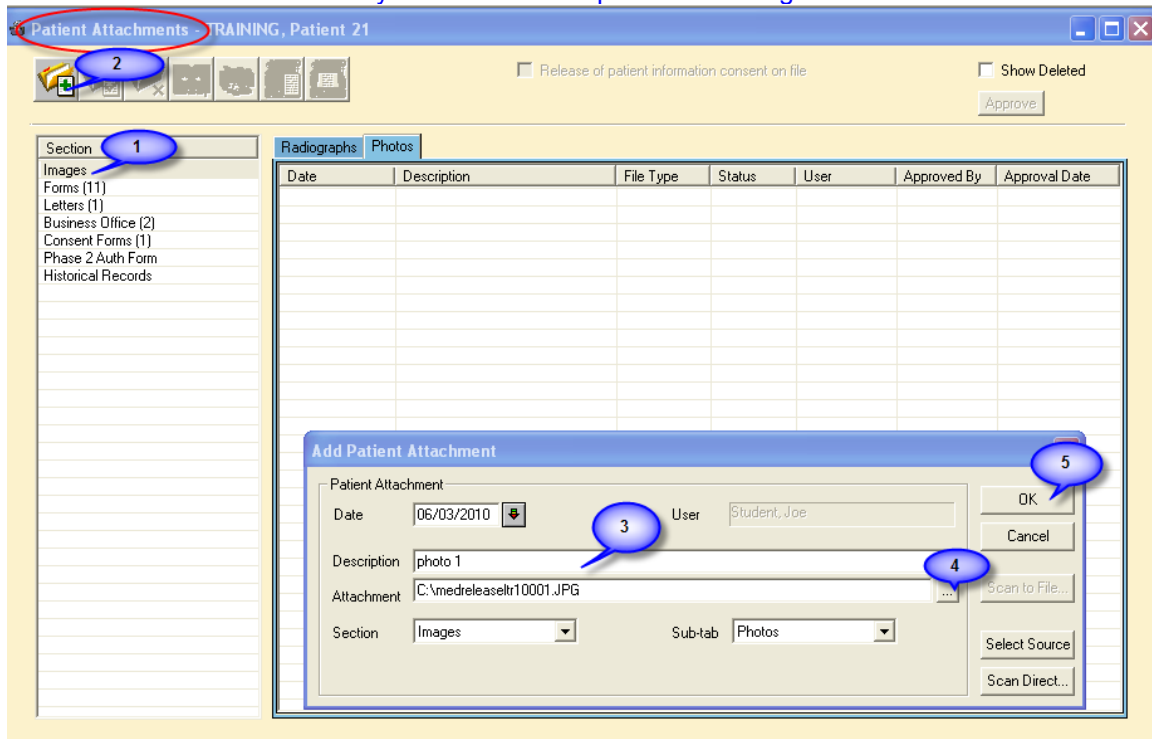 Patient Attachments - TRAINING, Patient 21
2
Release of patient information consent on file
Show Deleted
Approve
Section
1
Images
Forms (11)
Letters (1)
Business Office (2)
Consent Forms (1)
Phase 2 Auth Form
Historical Records
Radiographs Photos
Date Description File Type Status User Approved By Approval Date
Add Patient Attachment
5
Patient Attachment
OK
Date 06/03/2010 User Student, Joe
3
Cancel
Description photo 1
4
Attachment C:\medreleaseltr10001.JPG ... Scan to File...
Section Images Sub-tab Photos
Select Source
Scan Direct...